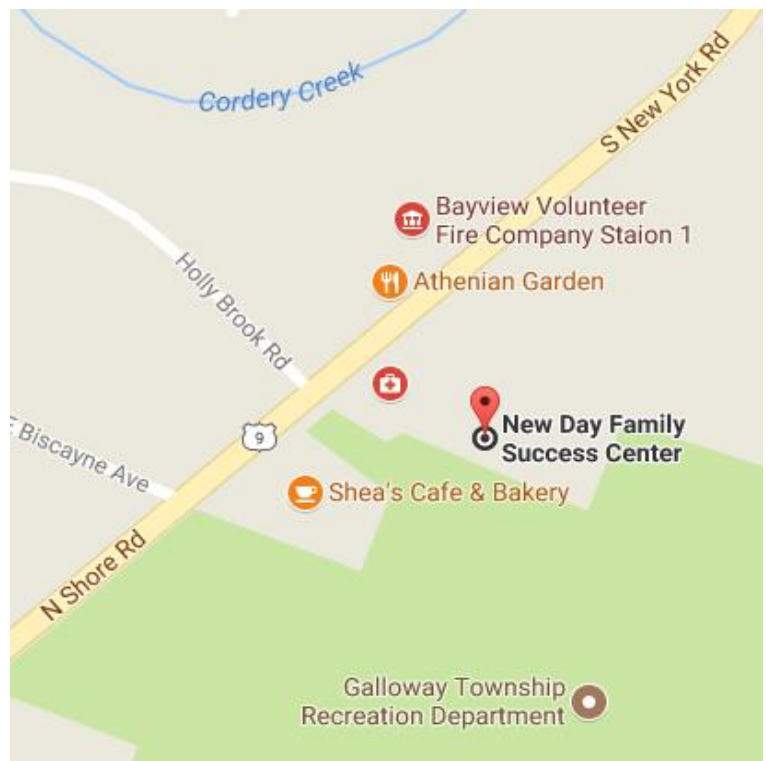 Cordery Creek
S New York Rd
Bayview Volunteer
Fire Company Staion 1
Athenian Garden
Holly Brook Rd
New Day Family
Success Center
9
E Biscayne Ave
Shea's Cafe & Bakery
N Shore Rd
Galloway Township
Recreation Department